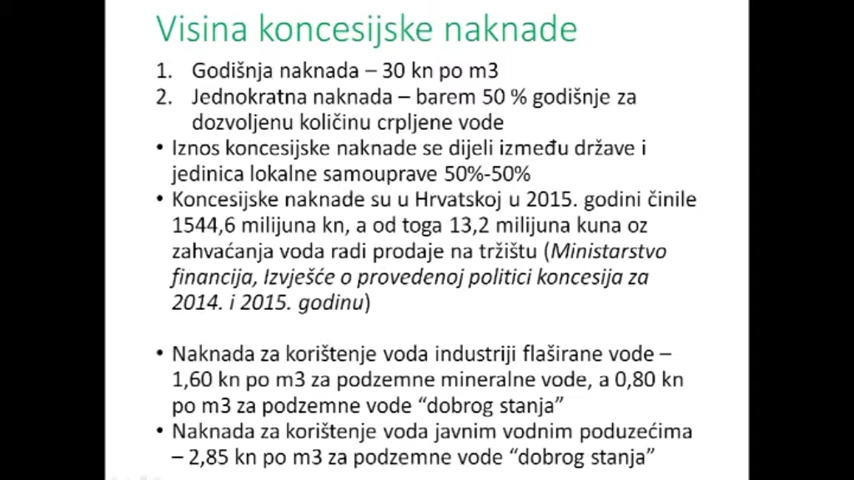 Visina koncesijske naknade
1. Godišnja naknada – 30 kn po m3
2. Jednokratna naknada – barem 50 % godišnje za
dozvoljenu količinu crpljene vode
• Iznos koncesijske naknade se dijeli između države i
jedinica lokalne samouprave 50%-50%
• Koncesijske naknade su u Hrvatskoj u 2015. godini činile
1544,6 milijuna kn, a od toga 13,2 milijuna kuna oz
zahvaćanja voda radi prodaje na tržištu (Ministarstvo
financija, Izvješće o provedenoj politici koncesija za
2014. i 2015. godinu)
• Naknada za korištenje voda industriji flaširane vode –
1,60 kn po m3 za podzemne mineralne vode, a 0,80 kn
po m3 za podzemne vode “dobrog stanja”
• Naknada za korištenje voda javnim vodnim poduzećima
– 2,85 kn po m3 za podzemne vode “dobrog stanja”